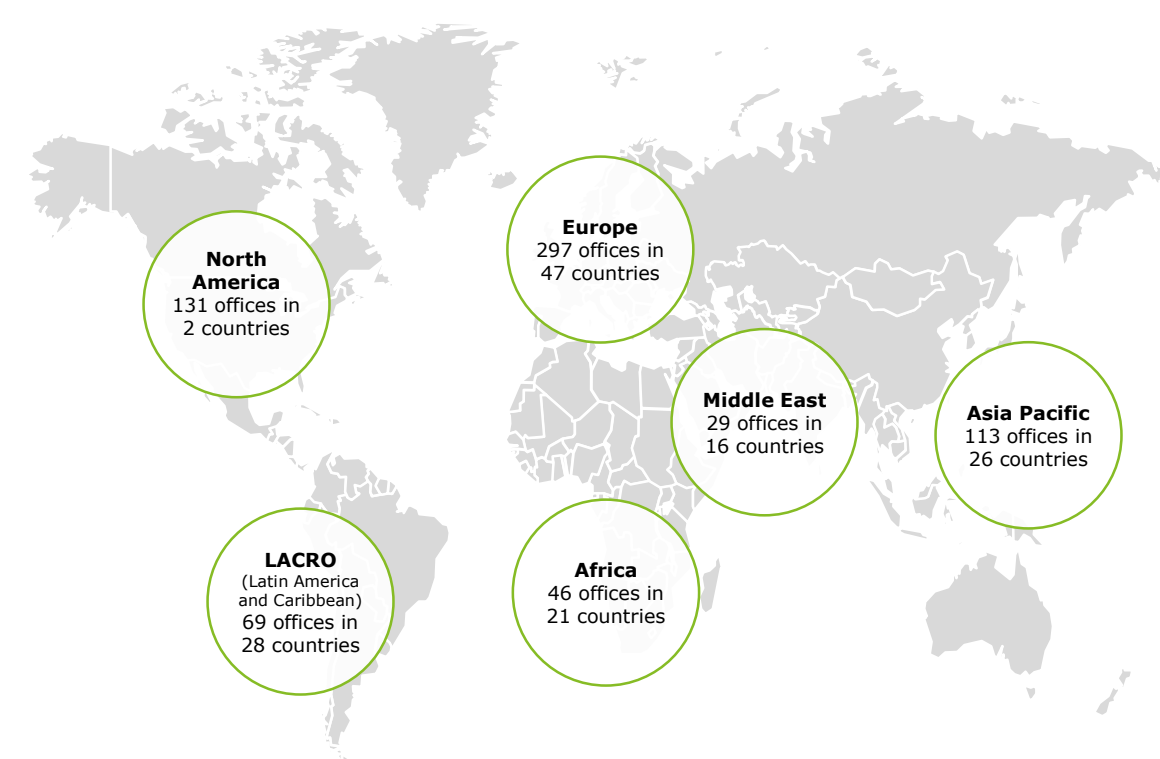 North
America
131 offices in
2 countries
Europe
297 offices in
47 countries
Middle East
29 offices in
16 countries
Asia Pacific
113 offices in
26 countries
LACRO
(Latin America
and Caribbean)
69 offices in
28 countries
Africa
46 offices in
21 countries